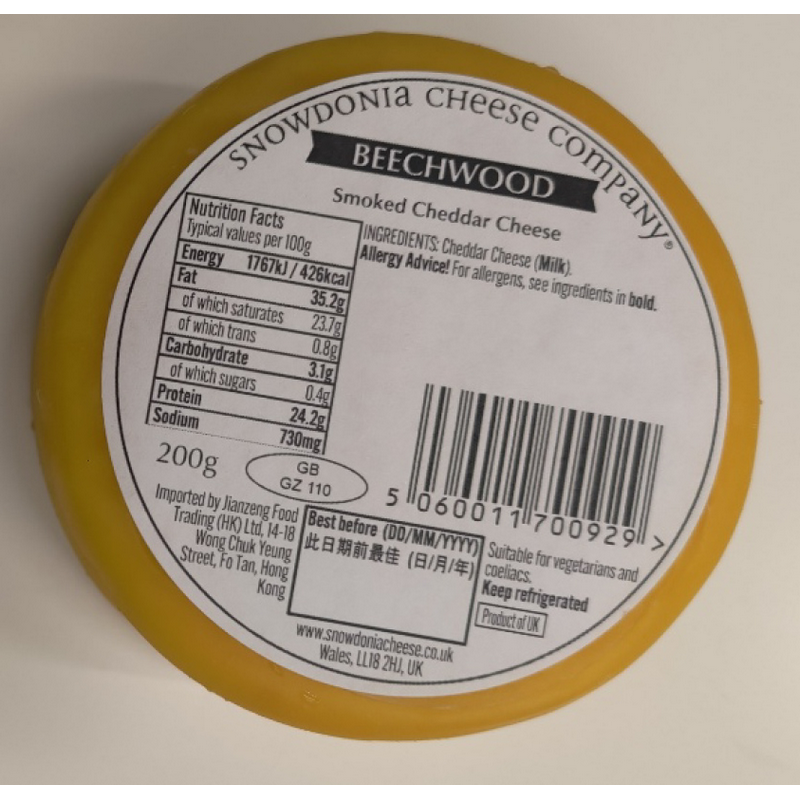 SNOWDONIa CHeese compaNY®
BEECHWOOD
Smoked Cheddar Cheese
INGREDIENTS: Cheddar Cheese (Milk).
Allergy Advice! For allergens, see ingredients in bold.
Nutrition Facts
Typical values per 100g
Energy 1767kJ / 426kcal
Fat 35.2g
of which saturates 23.7g
of which trans 0.8g
Carbohydrate 3.1g
of which sugars 0.4g
Protein 24.2g
Sodium 730mg
200g
GB
GZ 110
5 060011 700929 >
Imported by Jianzeng Food
Trading (HK) Ltd, 14-18
Wong Chuk Yeung
Street, Fo Tan, Hong
Kong
Best before (DD/MM/YYYY)
此日期前最佳 (日/月/年)
Suitable for vegetarians and
coeliacs.
Keep refrigerated
Product of UK
www.snowdoniacheese.co.uk
Wales, LL18 2HJ, UK